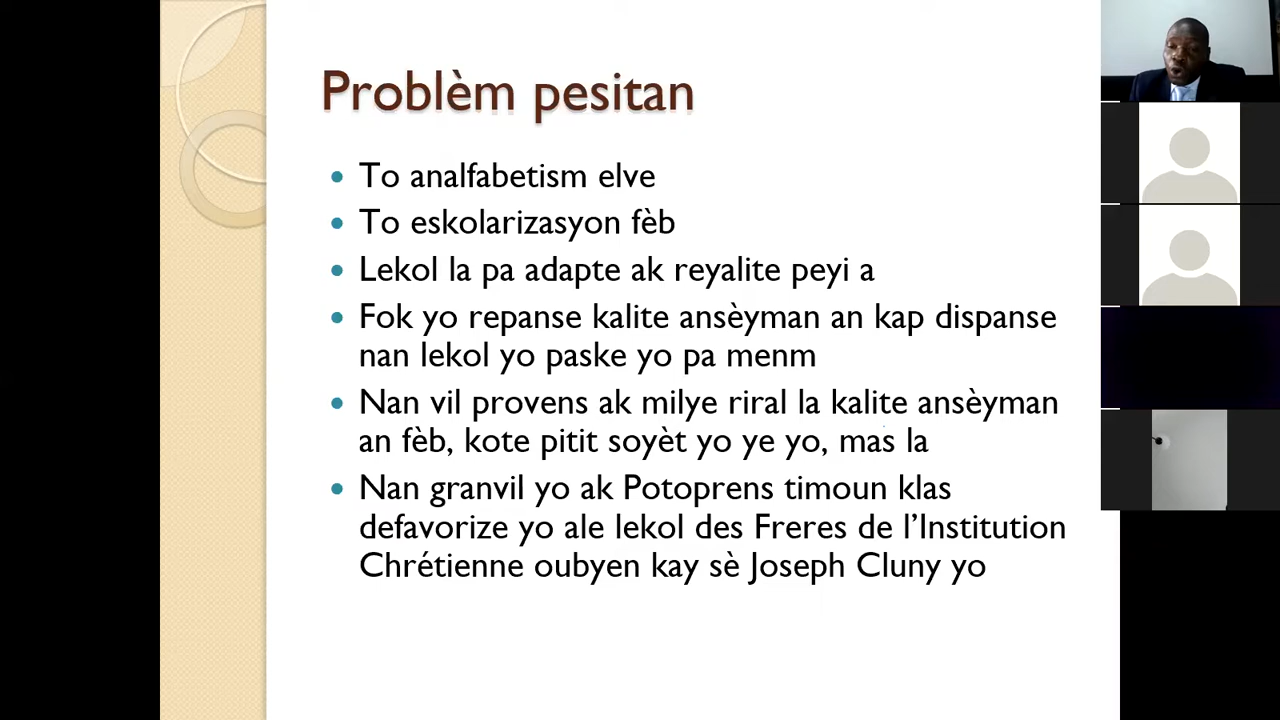 Problèm pesitan
• To analfabetism elve
• To eskolarizasyon fèb
• Lekol la pa adapte ak reyalite peyi a
• Fok yo repanse kalite ansèyman an kap dispanse
nan lekol yo paske yo pa menm
• Nan vil provens ak milye riral la kalite ansèyman
an fèb, kote pitit soyèt yo ye yo, mas la
• Nan granvil yo ak Potoprens timoun klas
defavorize yo ale lekol des Freres de l’Institution
Chrétienne oubyen kay sè Joseph Cluny yo